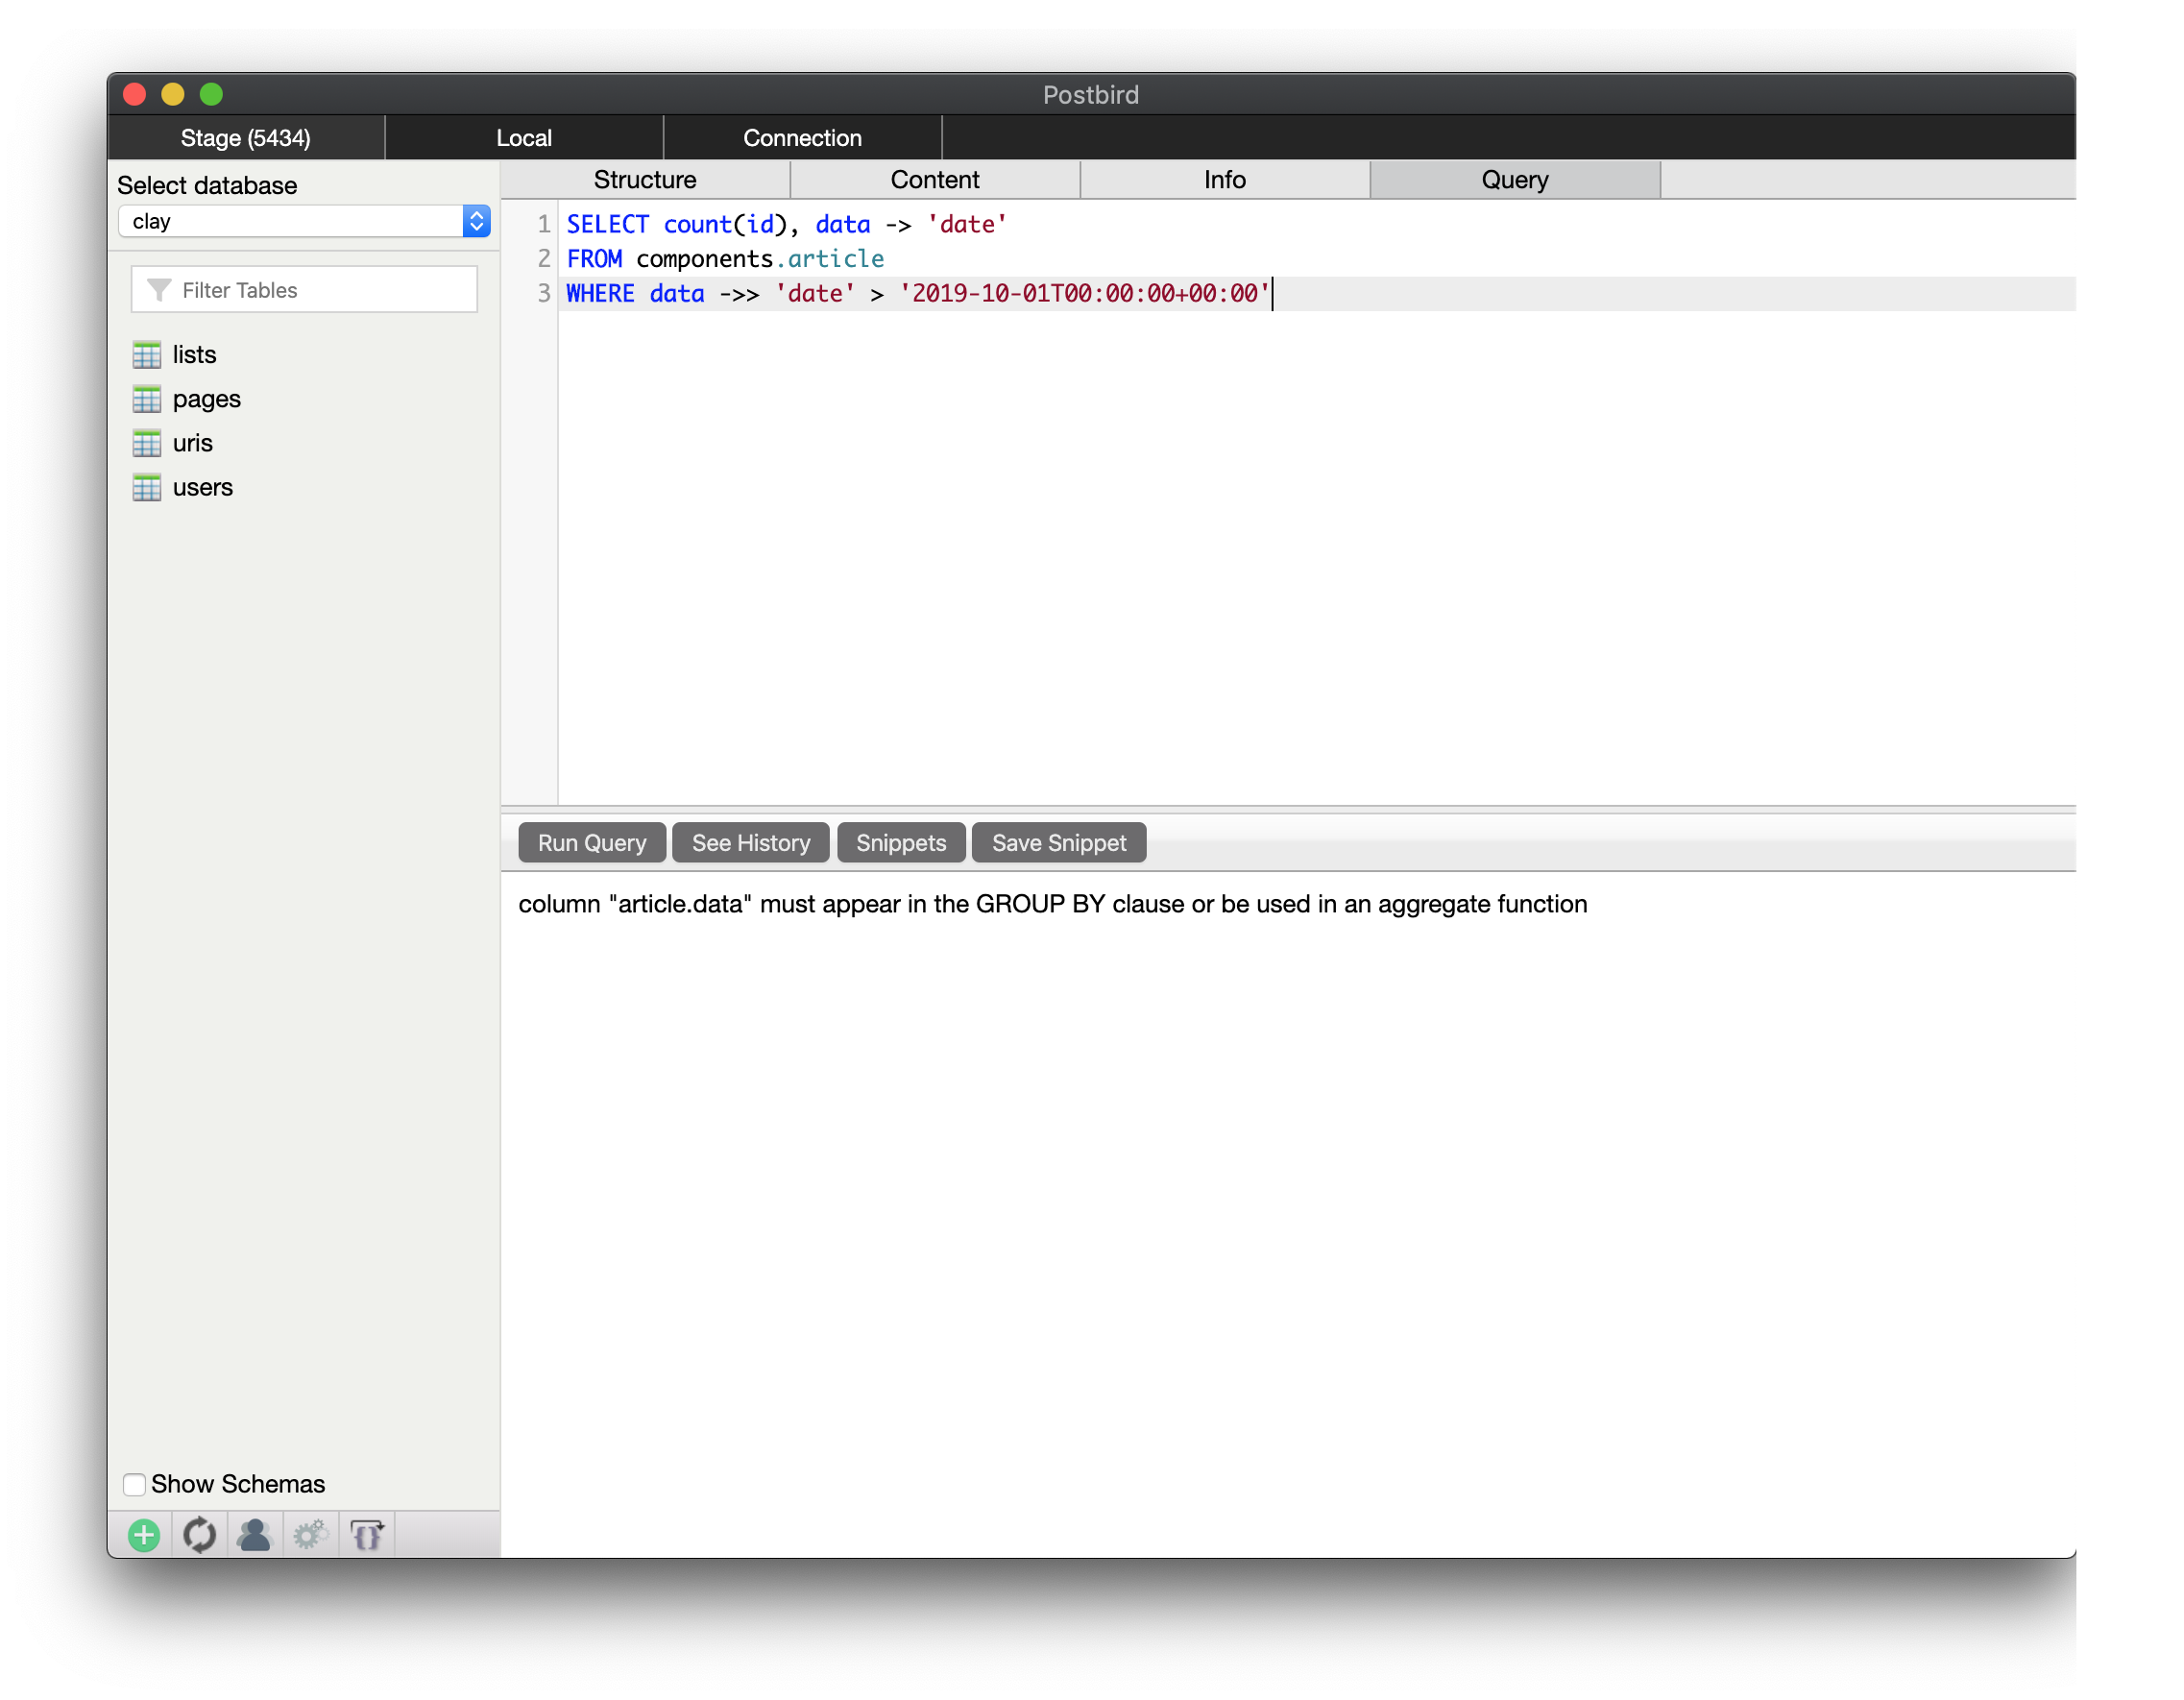 Postbird
Stage (5434)
Local
Connection
Select database
clay
Filter Tables
lists
pages
uris
users
Show Schemas
Structure
Content
Info
Query
1 SELECT count(id), data -> 'date'
2 FROM components.article
3 WHERE data ->> 'date' > '2019-10-01T00:00:00+00:00'
Run Query
See History
Snippets
Save Snippet
column "article.data" must appear in the GROUP BY clause or be used in an aggregate function